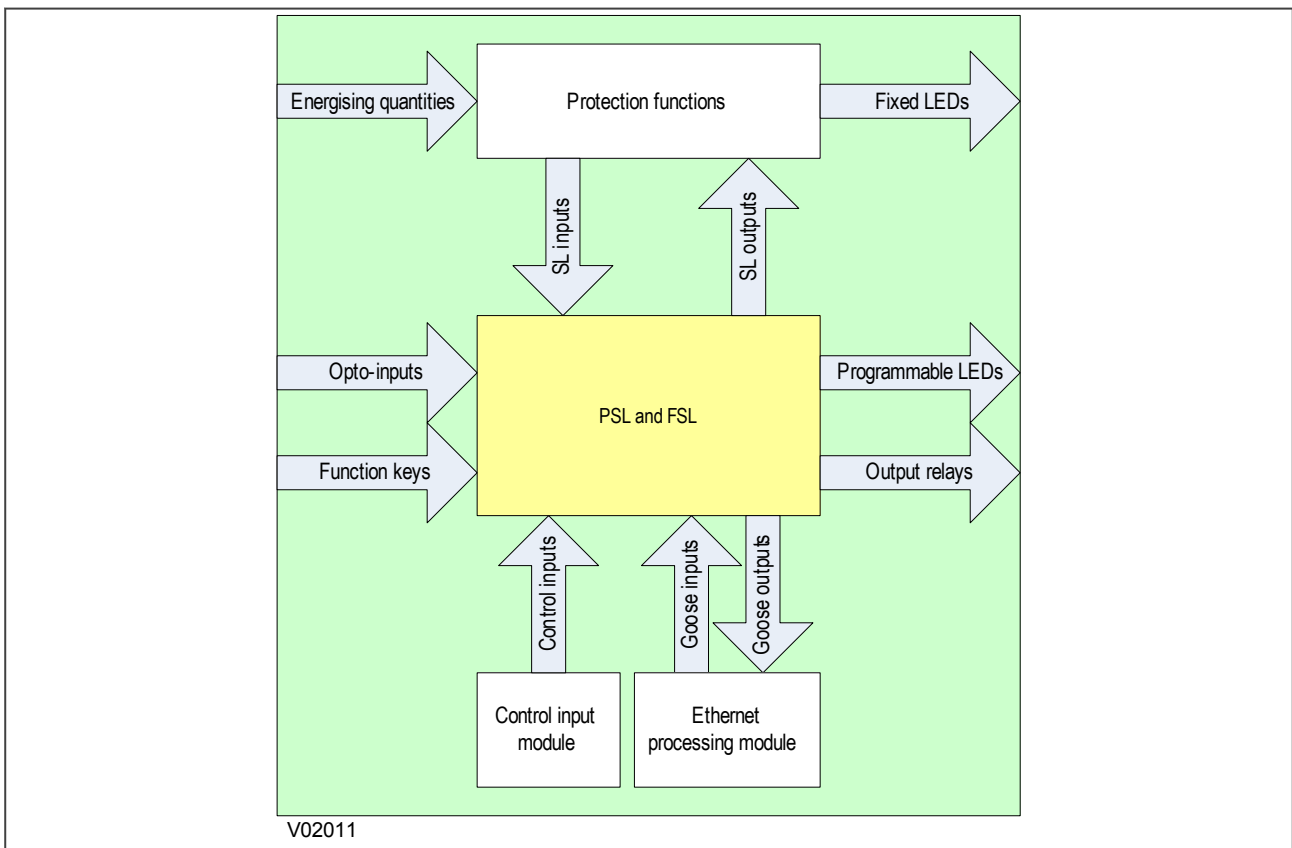 Energising quantities
Protection functions
Fixed LEDs
SL inputs
SL outputs
Opto-inputs
Programmable LEDs
PSL and FSL
Function keys
Output relays
Control inputs
Goose inputs
Goose outputs
Control input
module
Ethernet
processing module
V02011